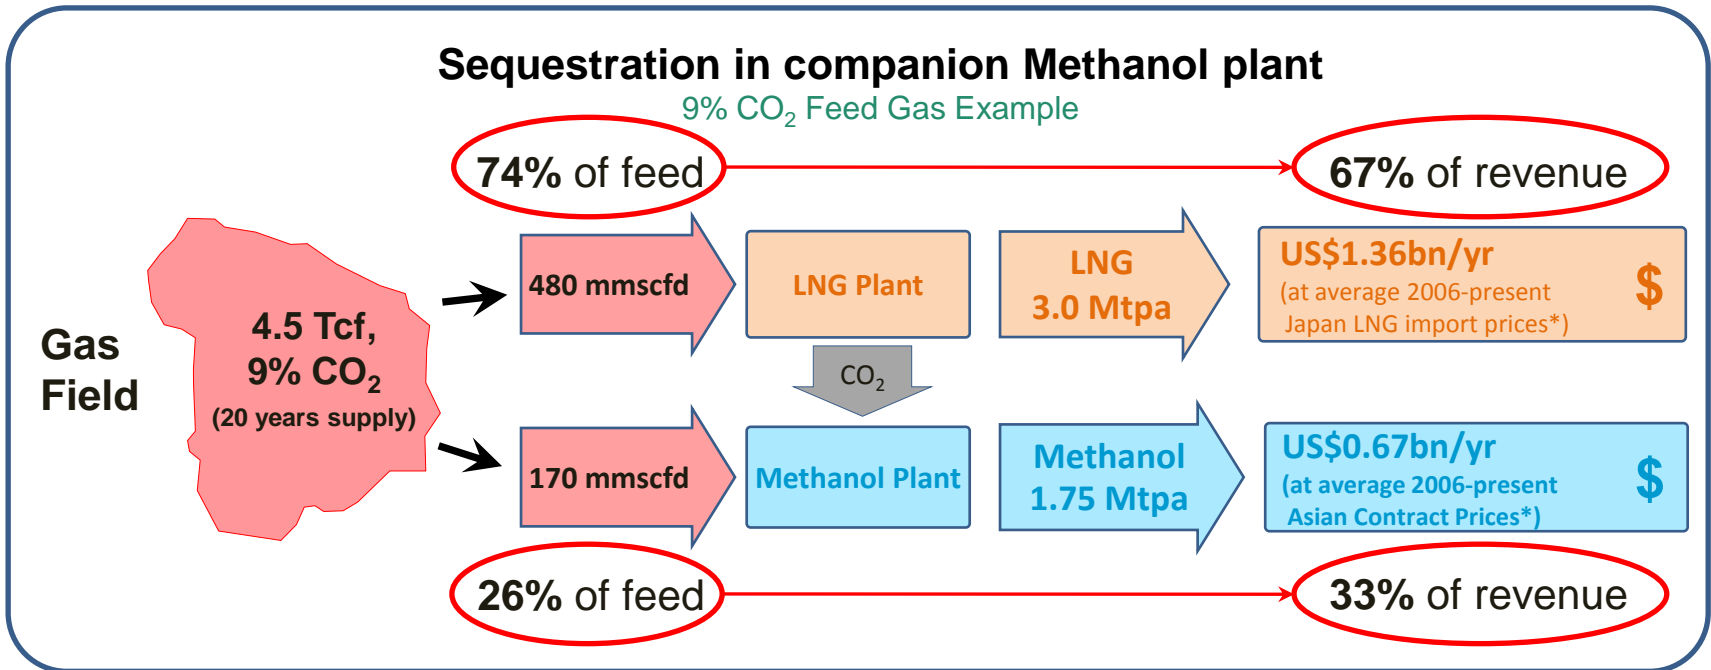 Sequestration in companion Methanol plant
9% CO₂ Feed Gas Example
74% of feed
67% of revenue
Gas
Field
4.5 Tcf,
9% CO₂
(20 years supply)
480 mmscfd
LNG Plant
LNG
3.0 Mtpa
US$1.36bn/yr
(at average 2006-present
Japan LNG import prices*)
$
CO₂
170 mmscfd
Methanol Plant
Methanol
1.75 Mtpa
US$0.67bn/yr
(at average 2006-present
Asian Contract Prices*)
$
26% of feed
33% of revenue